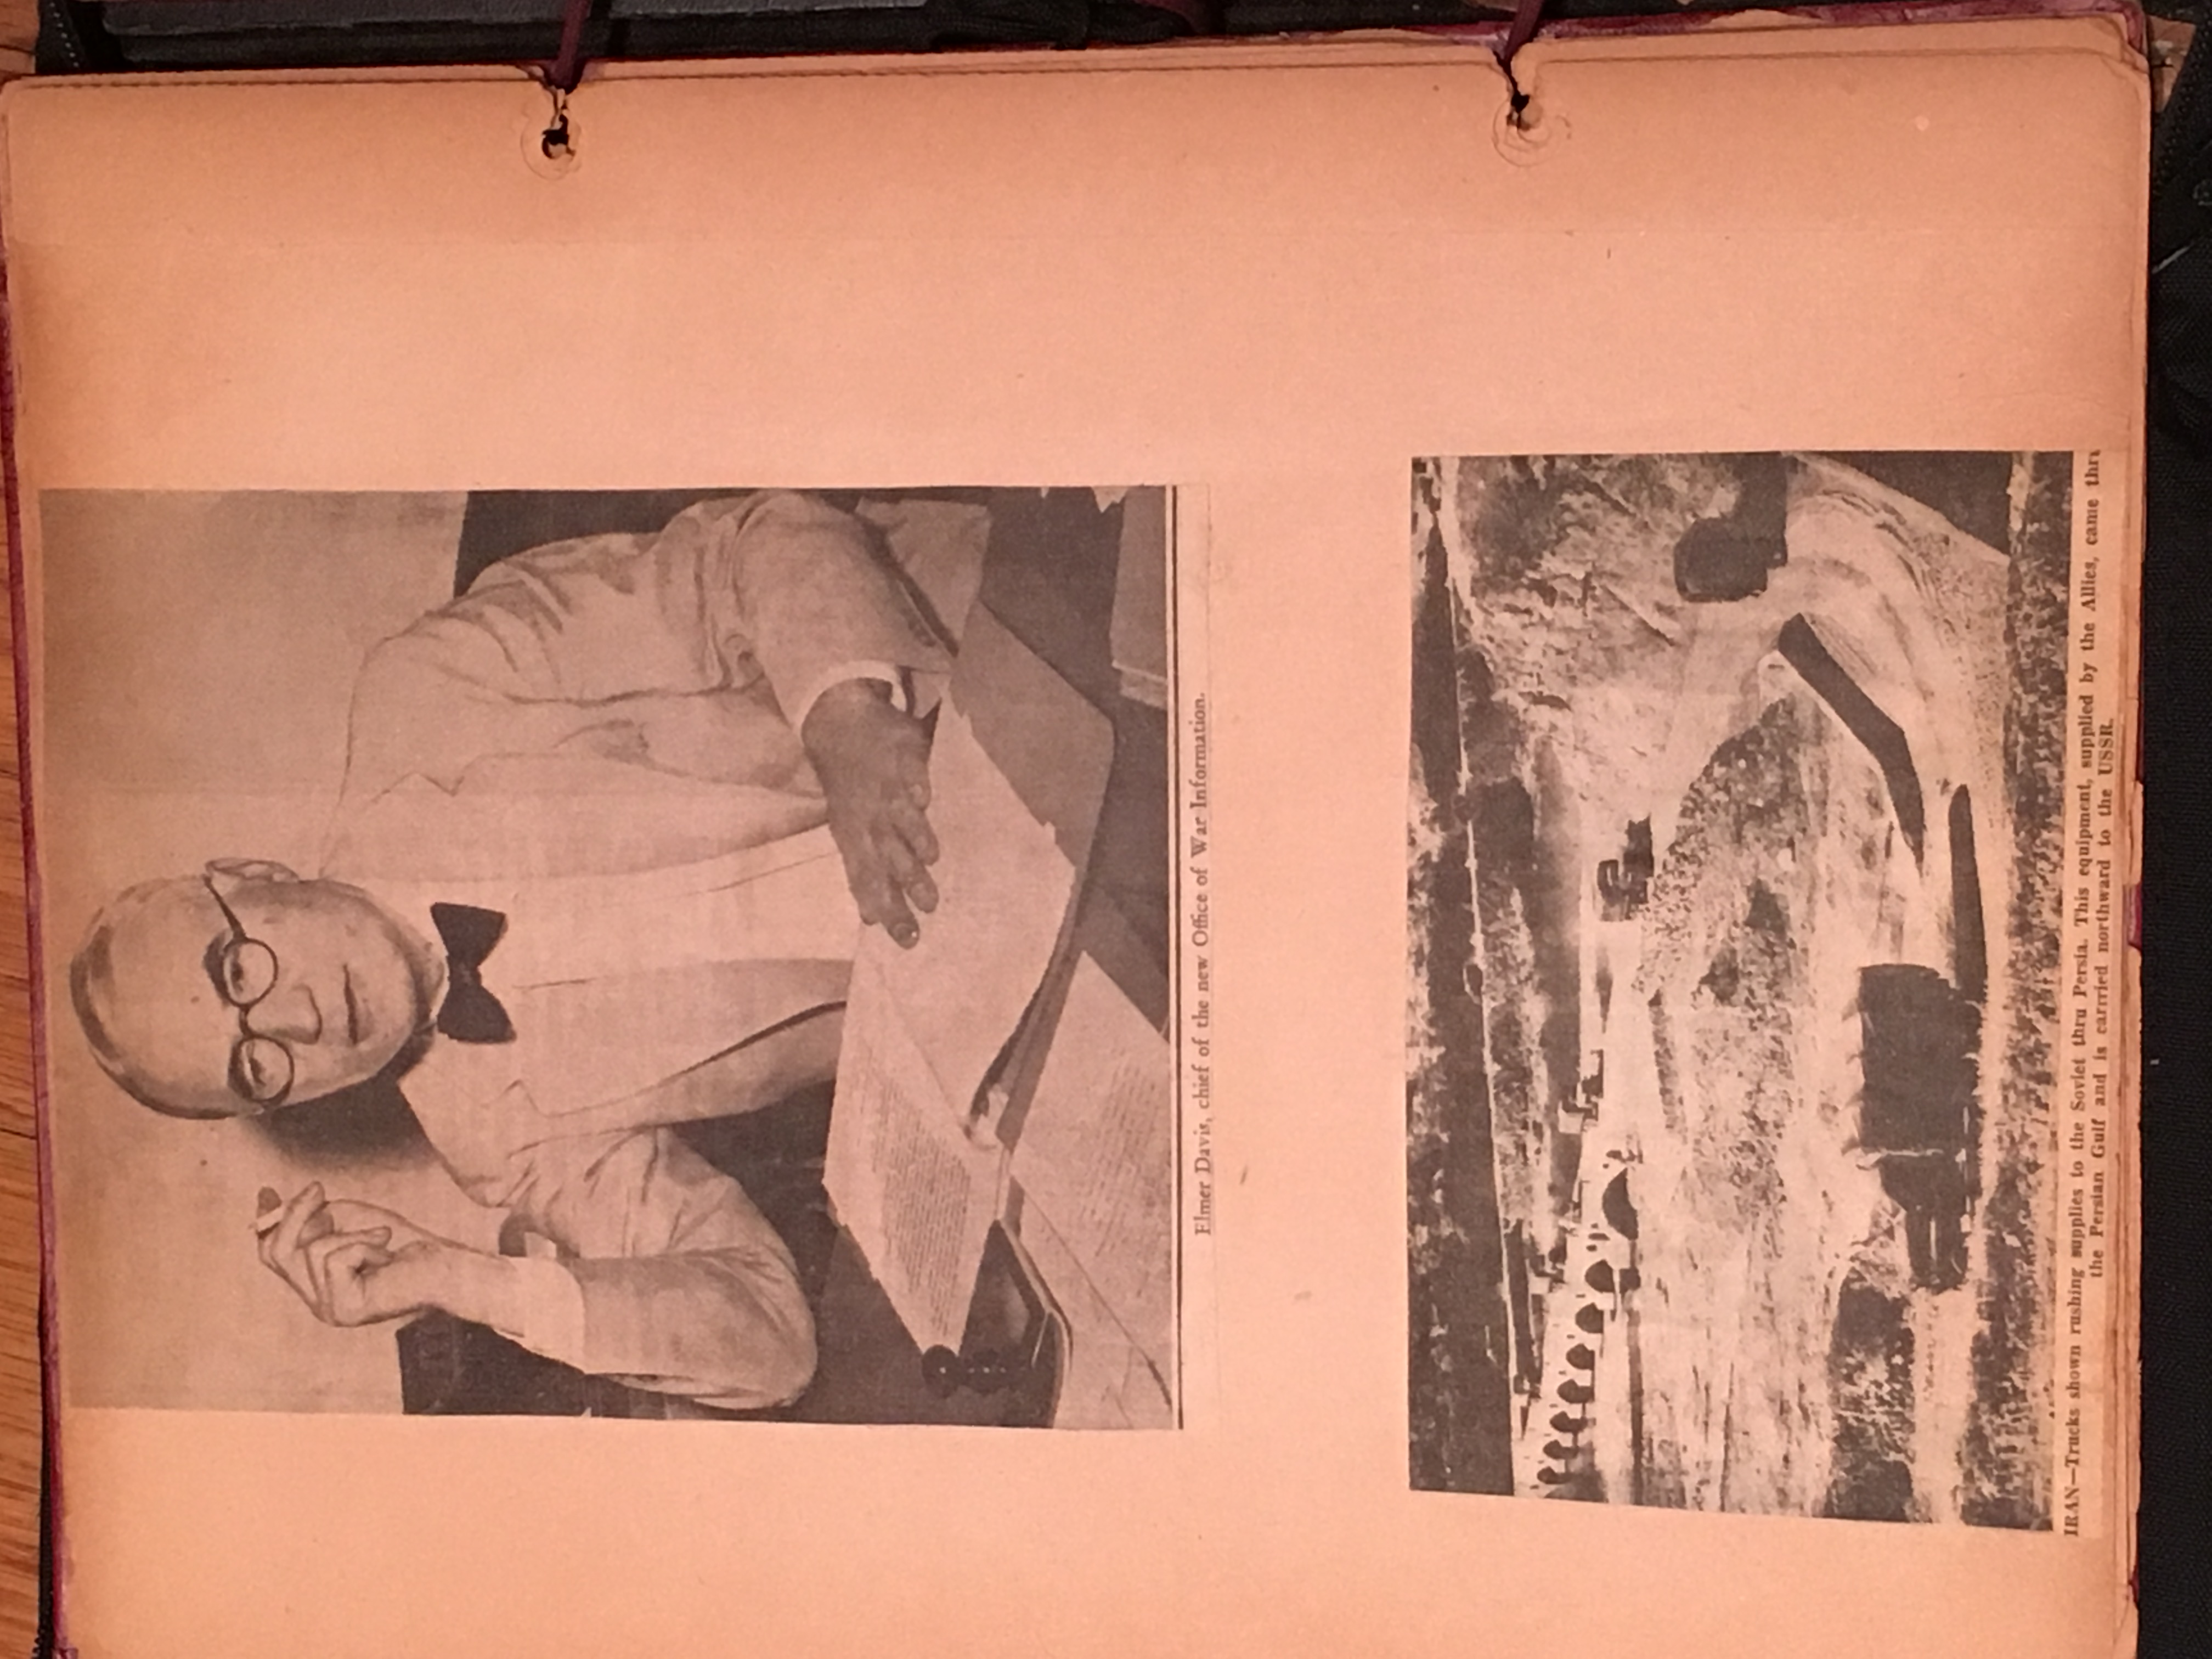 Elmer Davis, chief of the new Office of War Information.
IRAN—Trucks shown rushing supplies to the Soviet thru Persia. This equipment, supplied by the Allies, came thru
the Persian Gulf and is carrried northward to the USSR.